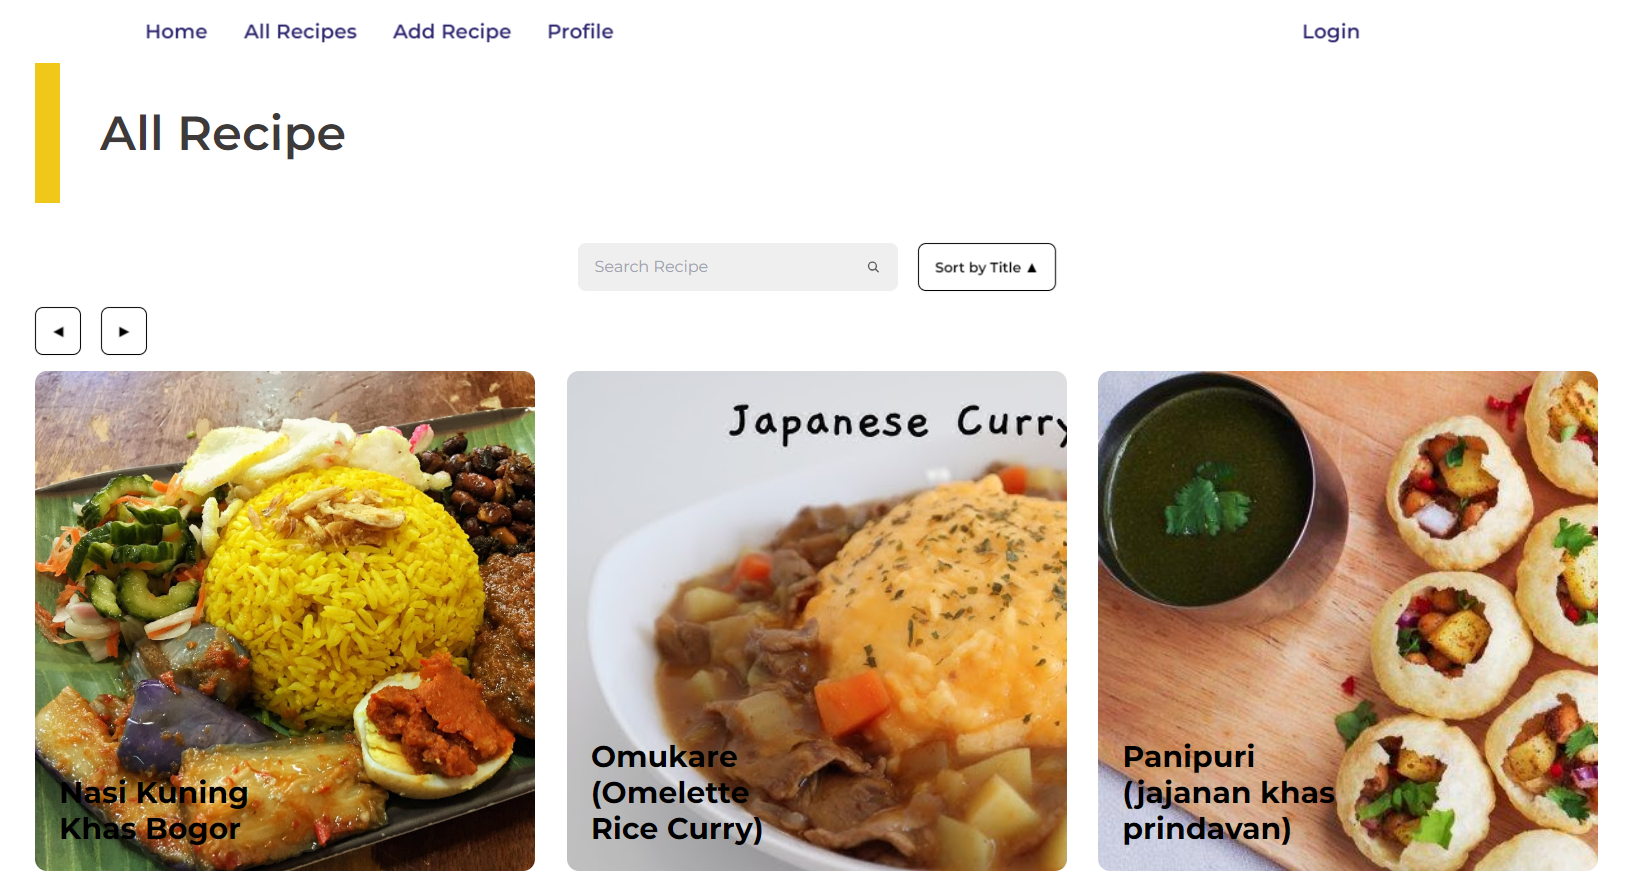 Home All Recipes Add Recipe Profile Login
All Recipe
Search Recipe
Sort by Title ▲
◄ ►
Japanese Curry
Nasi Kuning
Khas Bogor
Omukare
(Omelette
Rice Curry)
Panipuri
(jajanan khas
prindavan)